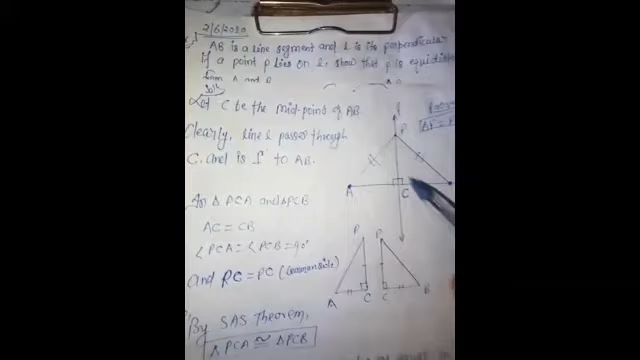 2/6/2020
AB is a line segment and l is its perpendicular
If a point P lies on l, show that P is equidistant
from A and B
Let C be the mid-point of AB.
Clearly, line l passes through
C. And is ⊥ to AB.
In △ PCA and △PCB
AC = CB
∠PCA = ∠PCB = 90°
And PC = PC (common side)
By SAS Theorem,
△ PCA ≅ △ PCB
l
P
A
C
P P
A C C B